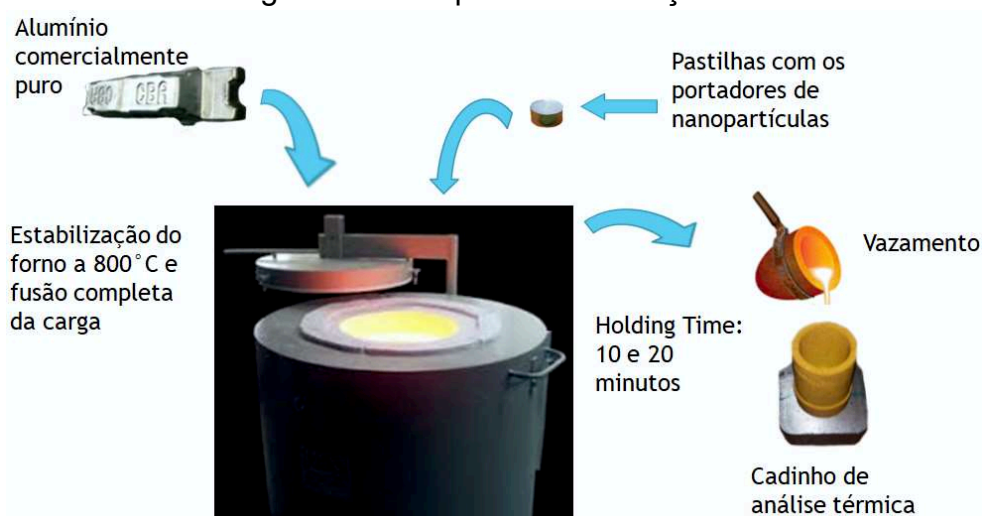 Alumínio
comercialmente
puro
CBA
Pastilhas com os
portadores de
nanopartículas
Estabilização do
forno a 800°C e
fusão completa
da carga
Vazamento
Holding Time:
10 e 20
minutos
Cadinho de
análise térmica